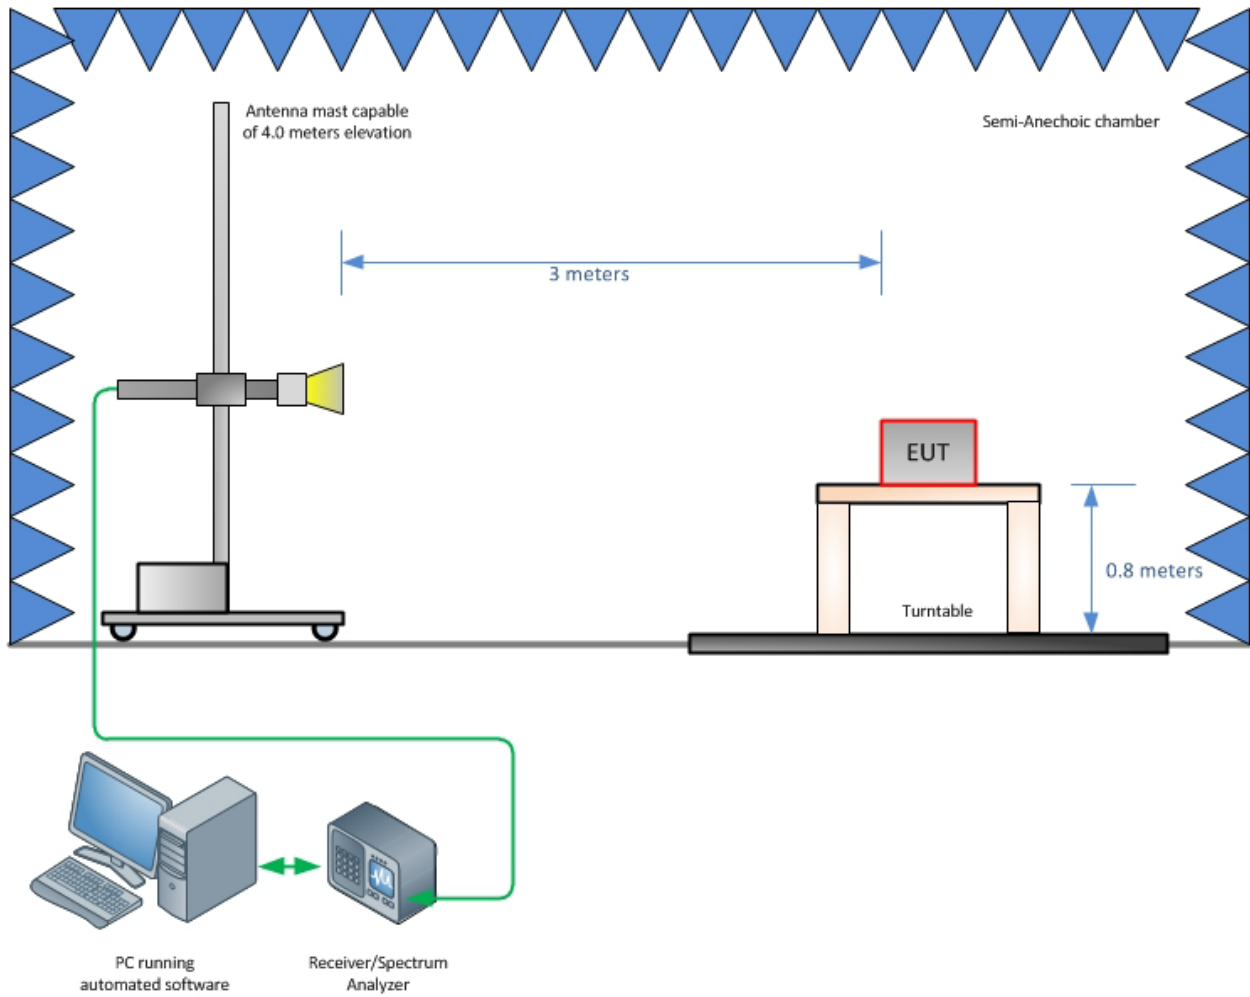 Antenna mast capable
of 4.0 meters elevation
Semi-Anechoic chamber
3 meters
EUT
0.8 meters
Turntable
PC running
automated software
Receiver/Spectrum
Analyzer